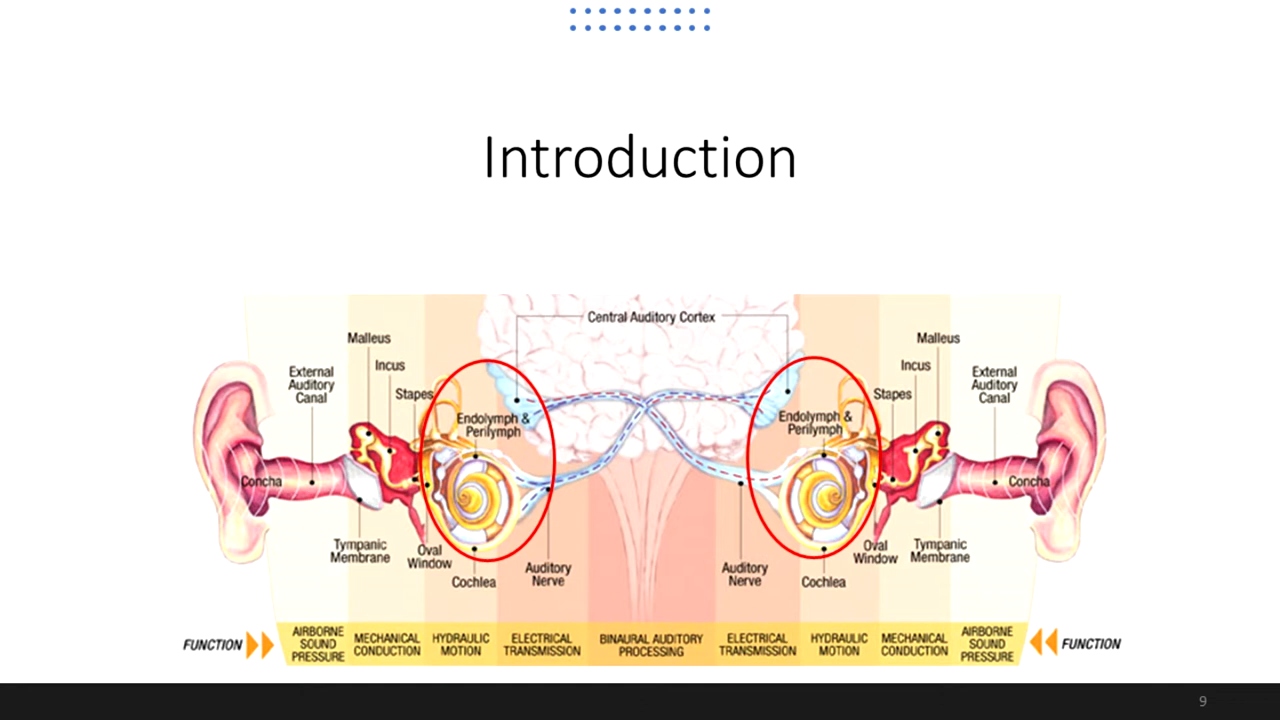 Introduction
Central Auditory Cortex
Malleus
Incus
Stapes
External
Auditory
Canal
Endolymph &
Perilymph
Concha
Tympanic
Membrane
Oval
Window
Cochlea
Auditory
Nerve
Malleus
Incus
Stapes
External
Auditory
Canal
Endolymph &
Perilymph
Concha
Auditory
Nerve
Cochlea
Oval
Window
Tympanic
Membrane
FUNCTION
AIRBORNE
SOUND
PRESSURE
MECHANICAL
CONDUCTION
HYDRAULIC
MOTION
ELECTRICAL
TRANSMISSION
BINAURAL AUDITORY
PROCESSING
ELECTRICAL
TRANSMISSION
HYDRAULIC
MOTION
MECHANICAL
CONDUCTION
AIRBORNE
SOUND
PRESSURE
FUNCTION
9